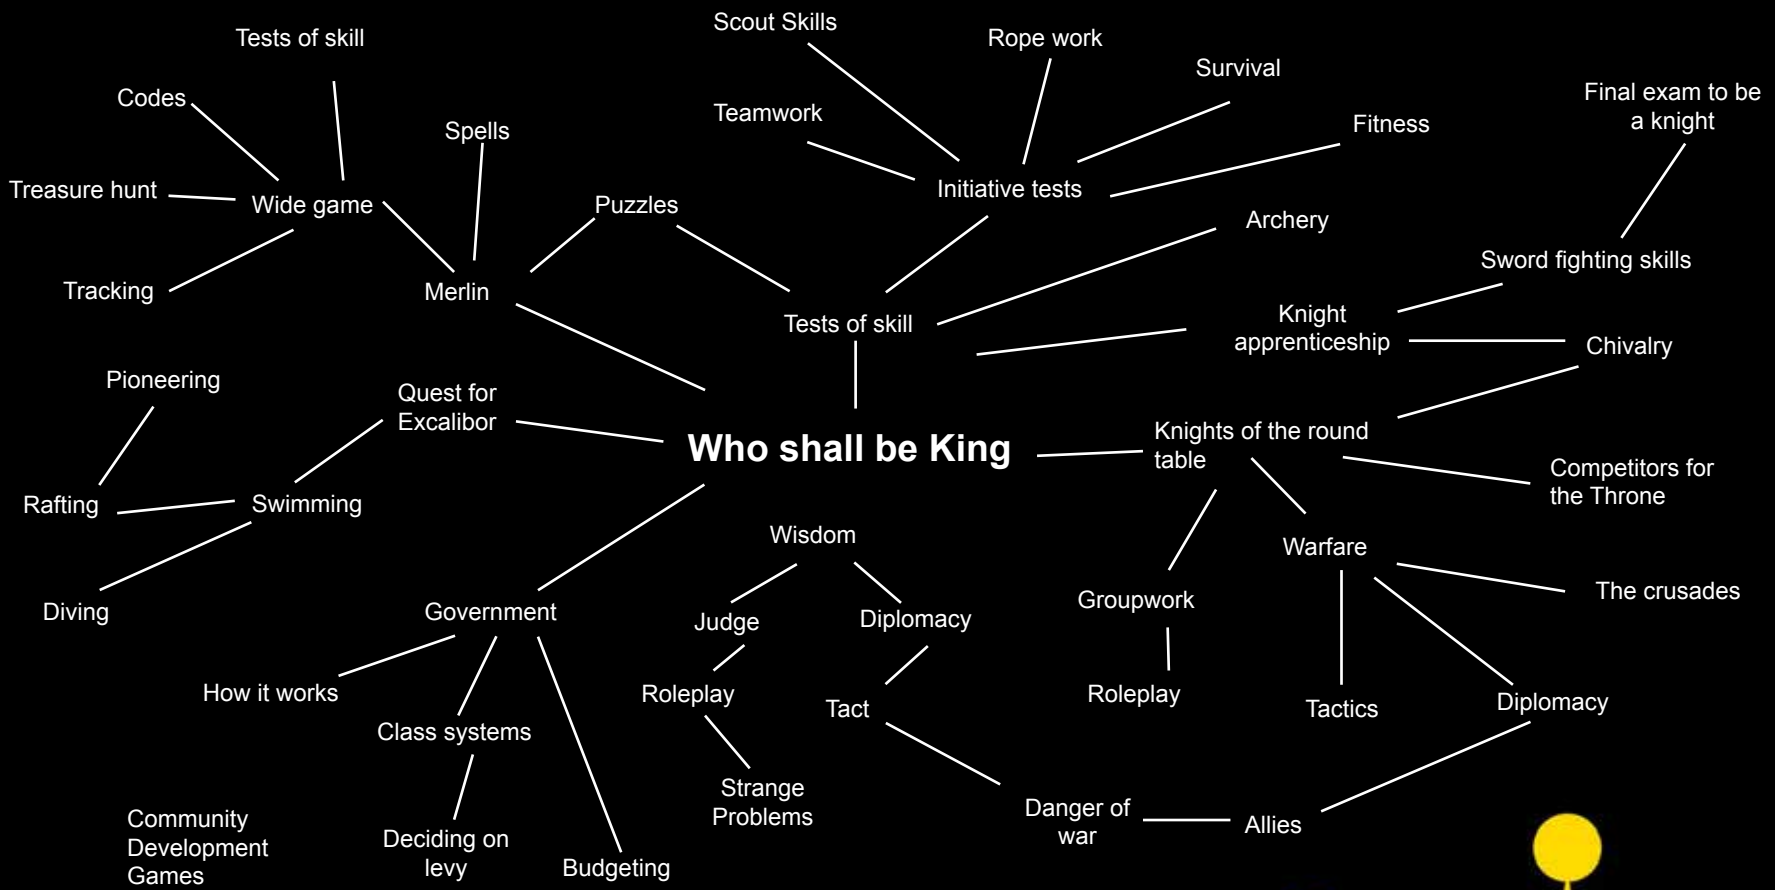 Scout Skills
Tests of skill
Rope work
Survival
Codes
Final exam to be
a knight
Teamwork
Fitness
Spells
Treasure hunt
Wide game
Initiative tests
Puzzles
Archery
Sword fighting skills
Tracking
Merlin
Tests of skill
Knight
apprenticeship
Chivalry
Pioneering
Quest for
Excalibor
Who shall be King
Knights of the round
table
Competitors for
the Throne
Rafting
Swimming
Wisdom
Warfare
The crusades
Diving
Government
Judge
Diplomacy
Groupwork
How it works
Roleplay
Tact
Roleplay
Tactics
Diplomacy
Class systems
Strange
Problems
Danger of
war
Allies
Community
Development
Games
Deciding on
levy
Budgeting